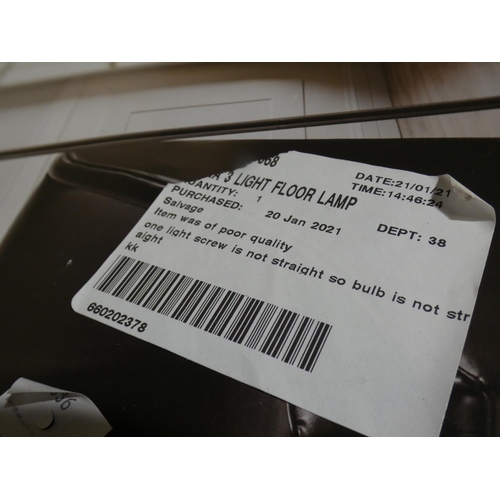 668
A 3 LIGHT FLOOR LAMP
DATE:21/01/21
TIME:14:46:24
QUANTITY: 1
PURCHASED: 20 Jan 2021
DEPT: 38
Salvage
Item was of poor quality
one light screw is not straight so bulb is not str
aight
kk
660202378